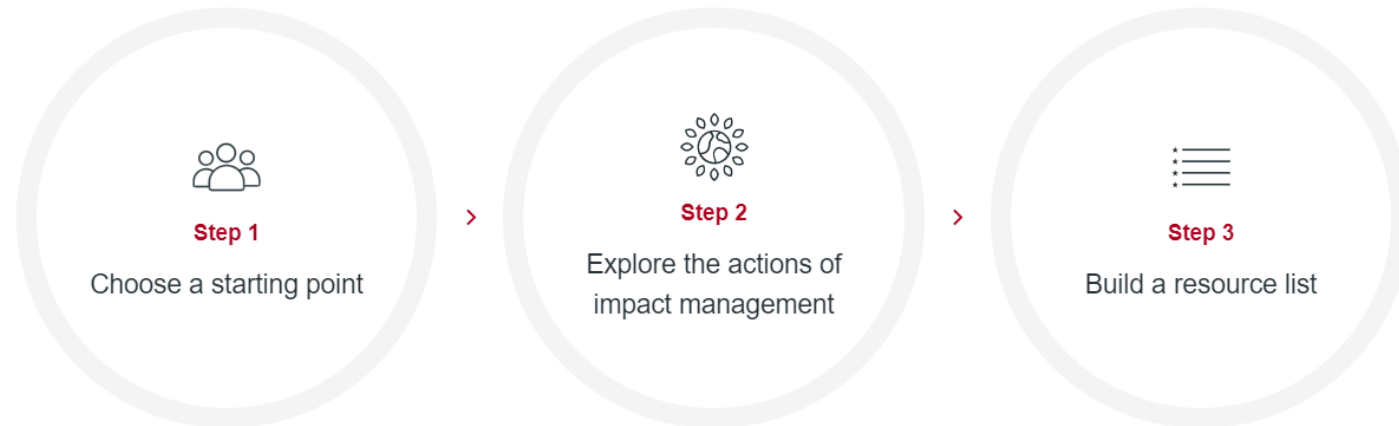 Step 1
Choose a starting point
Step 2
Explore the actions of
impact management
Step 3
Build a resource list